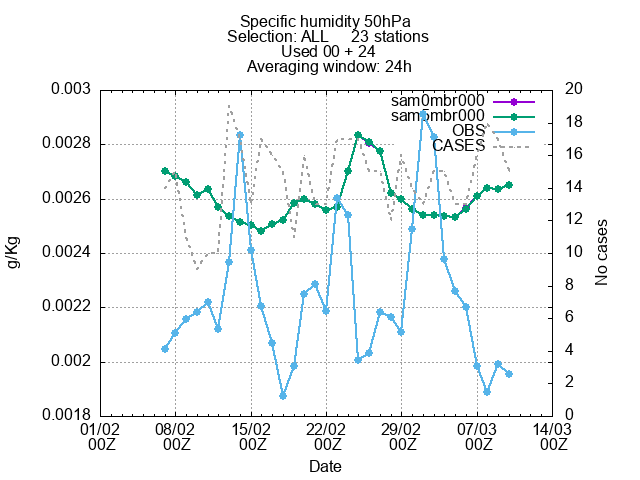 Specific humidity 50hPa
Selection: ALL 23 stations
Used 00 + 24
Averaging window: 24h
sam0mbr000
sam5mbr000
OBS
CASES
0.003
0.0028
0.0026
0.0024
0.0022
0.002
0.0018
g/Kg
20
18
16
14
12
10
8
6
4
2
0
No cases
01/02 08/02 15/02 22/02 29/02 07/03 14/03
00Z 00Z 00Z 00Z 00Z 00Z 00Z
Date